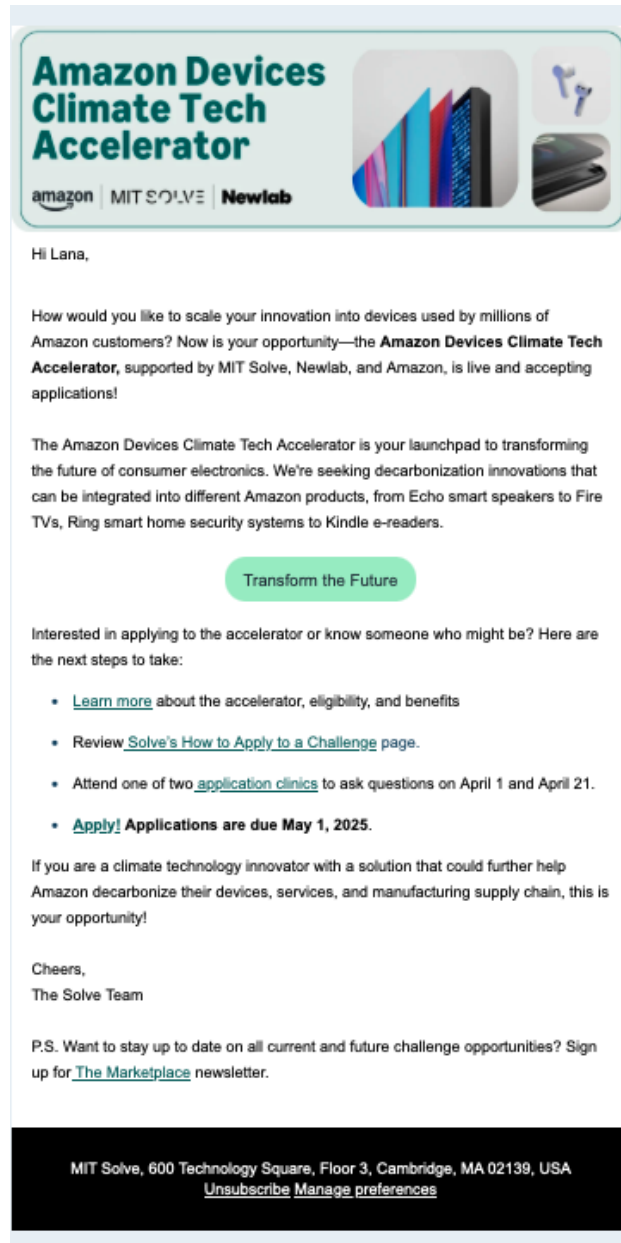 Amazon Devices
Climate Tech
Accelerator
amazon | MIT SOLVE | Newlab
Hi Lana,
How would you like to scale your innovation into devices used by millions of
Amazon customers? Now is your opportunity—the Amazon Devices Climate Tech
Accelerator, supported by MIT Solve, Newlab, and Amazon, is live and accepting
applications!
The Amazon Devices Climate Tech Accelerator is your launchpad to transforming
the future of consumer electronics. We're seeking decarbonization innovations that
can be integrated into different Amazon products, from Echo smart speakers to Fire
TVs, Ring smart home security systems to Kindle e-readers.
Transform the Future
Interested in applying to the accelerator or know someone who might be? Here are
the next steps to take:
• Learn more about the accelerator, eligibility, and benefits
• Review Solve's How to Apply to a Challenge page.
• Attend one of two application clinics to ask questions on April 1 and April 21.
• Apply! Applications are due May 1, 2025.
If you are a climate technology innovator with a solution that could further help
Amazon decarbonize their devices, services, and manufacturing supply chain, this is
your opportunity!
Cheers,
The Solve Team
P.S. Want to stay up to date on all current and future challenge opportunities? Sign
up for The Marketplace newsletter.
MIT Solve, 600 Technology Square, Floor 3, Cambridge, MA 02139, USA
Unsubscribe Manage preferences